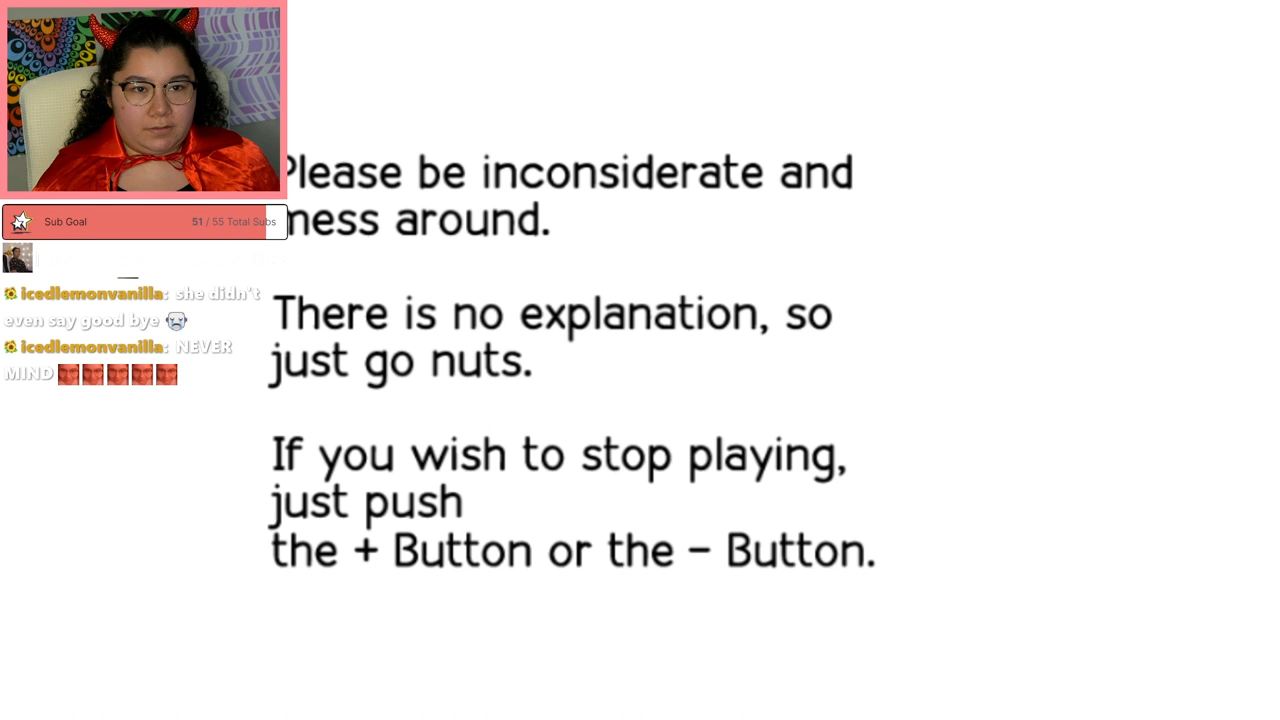 Please be inconsiderate and
mess around.
There is no explanation, so
just go nuts.
If you wish to stop playing,
just push
the + Button or the - Button.
Sub Goal 51 / 55 Total Subs
icedlemonvanilla: she didn't
even say good bye
icedlemonvanilla: NEVER
MIND